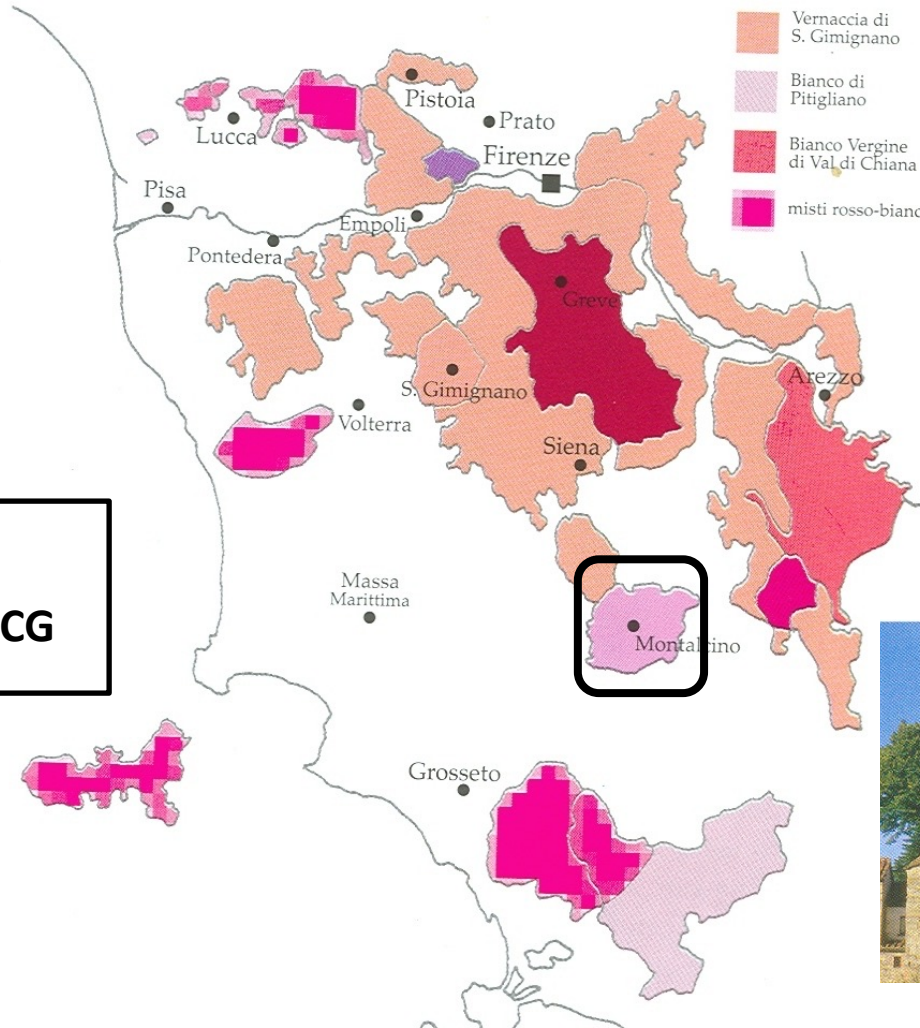 Vernaccia di
S. Gimignano
Bianco di
Pitigliano
Bianco Vergine
di Val di Chiana
misti rosso-bianc
Pistoia
Prato
Lucca
Firenze
Pisa
Empoli
Pontedera
Greve
S. Gimignano
Arezzo
Volterra
Siena
CG
Massa
Marittima
Montalcino
Grosseto